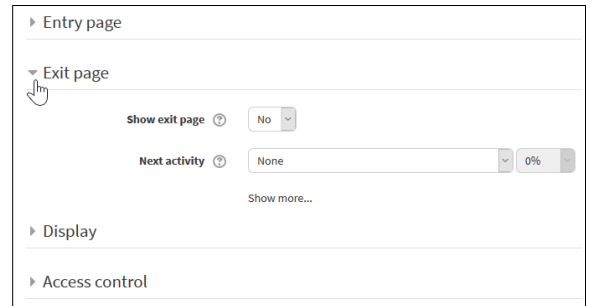 Entry page
Exit page
Show exit page ? No
Next activity ? None 0%
Show more...
Display
Access control